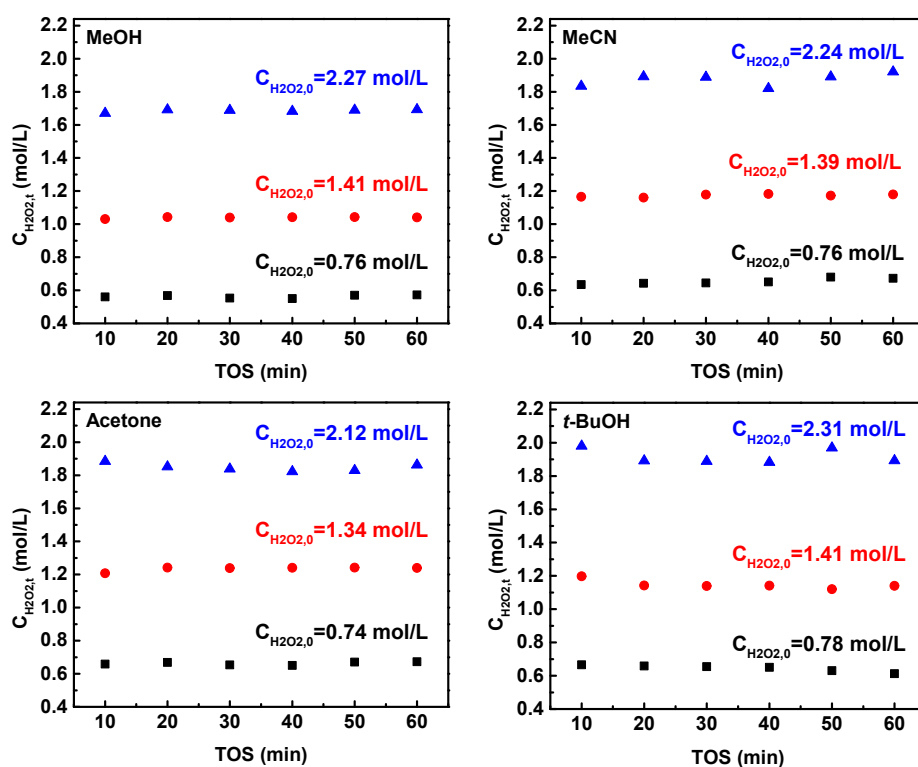 MeOH
C_H2O2,0=2.27 mol/L
C_H2O2,0=1.41 mol/L
C_H2O2,0=0.76 mol/L
C_H2O2,t (mol/L)
2.2
2.0
1.8
1.6
1.4
1.2
1.0
0.8
0.6
0.4
10 20 30 40 50 60
TOS (min)
MeCN
C_H2O2,0=2.24 mol/L
C_H2O2,0=1.39 mol/L
C_H2O2,0=0.76 mol/L
C_H2O2,t (mol/L)
2.2
2.0
1.8
1.6
1.4
1.2
1.0
0.8
0.6
0.4
10 20 30 40 50 60
TOS (min)
Acetone
C_H2O2,0=2.12 mol/L
C_H2O2,0=1.34 mol/L
C_H2O2,0=0.74 mol/L
C_H2O2,t (mol/L)
2.2
2.0
1.8
1.6
1.4
1.2
1.0
0.8
0.6
0.4
10 20 30 40 50 60
TOS (min)
t-BuOH
C_H2O2,0=2.31 mol/L
C_H2O2,0=1.41 mol/L
C_H2O2,0=0.78 mol/L
C_H2O2,t (mol/L)
2.2
2.0
1.8
1.6
1.4
1.2
1.0
0.8
0.6
0.4
10 20 30 40 50 60
TOS (min)